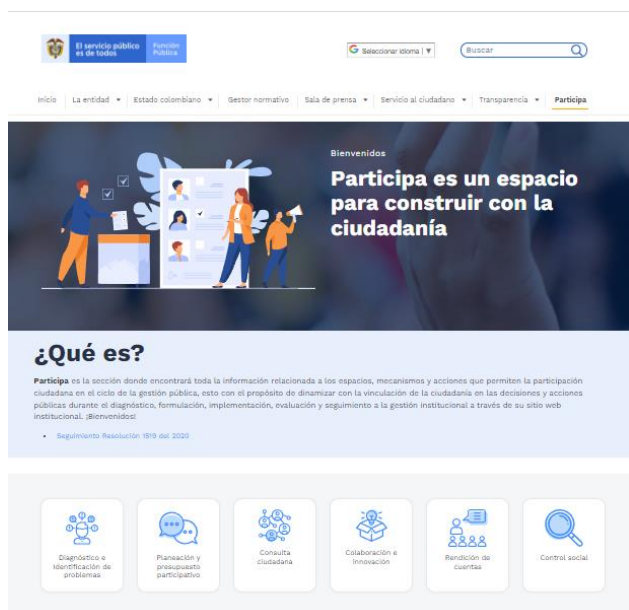 El servicio público
es de todos
Función
Pública
Seleccionar idioma | ▼
Buscar
Inicio
La entidad ▼
Estado colombiano ▼
Gestor normativo
Sala de prensa ▼
Servicio al ciudadano ▼
Transparencia ▼
Participa
Bienvenidos
Participa es un espacio
para construir con la
ciudadanía
¿Qué es?
Participa es la sección donde encontrará toda la información relacionada a los espacios, mecanismos y acciones que permiten la participación
ciudadana en el ciclo de la gestión pública, esto con el propósito de dinamizar con la vinculación de la ciudadanía en las decisiones y acciones
públicas durante el diagnóstico, formulación, implementación, evaluación y seguimiento a la gestión institucional a través de su sitio web
institucional. ¡Bienvenidos!
• Seguimiento Resolución 1519 del 2020
Diagnóstico e
Identificación de
problemas
Planeación y
presupuesto
participativo
Consulta
ciudadana
Colaboración e
innovación
Rendición de
cuentas
Control social